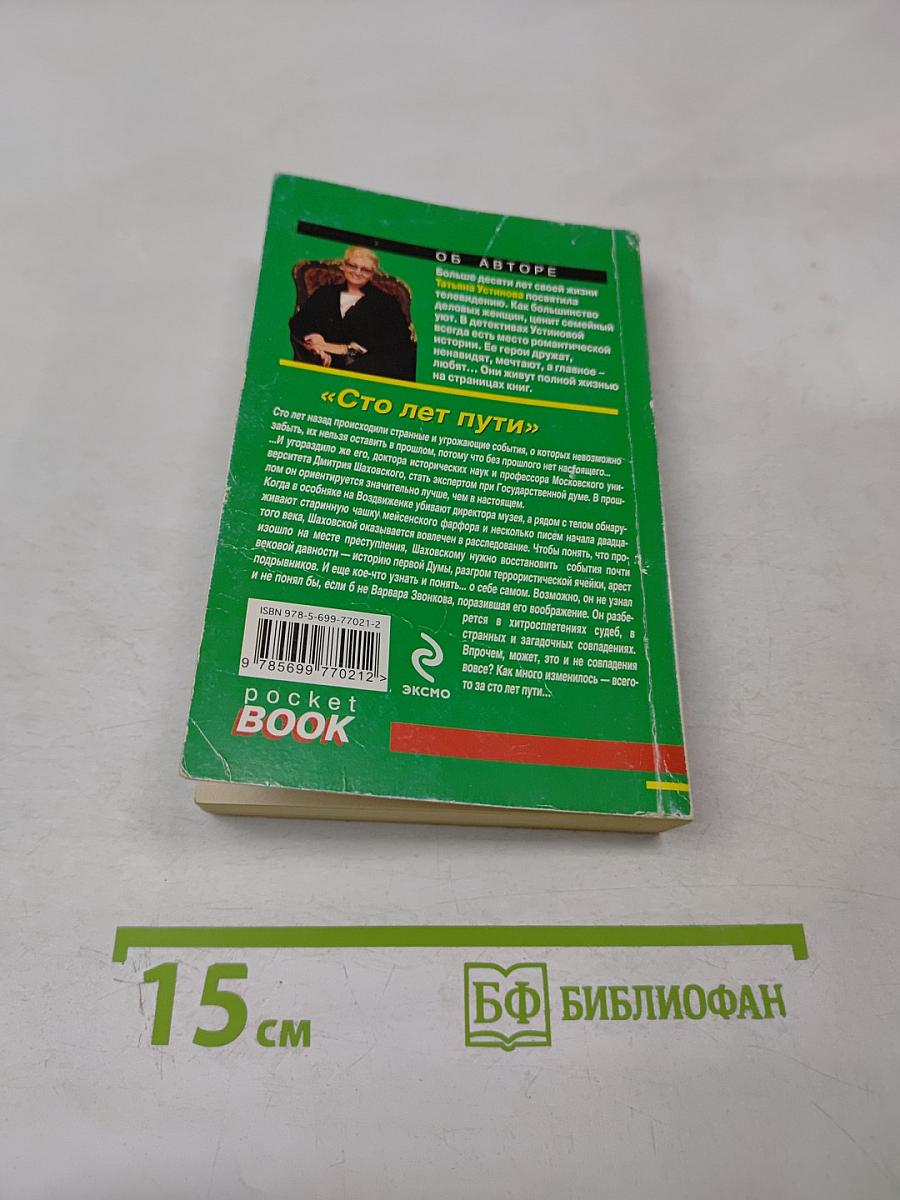 ОБ АВТОРЕ
Больше десяти лет своей жизни
Татьяна Устинова посвятила
телевидению. Как большинство
деловых женщин, ценит семейный
уют. В детективах Устиновой
всегда есть место романтической
истории. Ее герои дружат,
ненавидят, мечтают, а главное –
любят... Они живут полной жизнью
на страницах книг.
«Сто лет пути»
Сто лет назад происходили странные и угрожающие события, о которых невозможно
забыть, их нельзя оставить в прошлом, потому что без прошлого нет настоящего...
...И угораздило же его, доктора исторических наук и профессора Московского уни-
верситета Дмитрия Шаховского, стать экспертом при Государственной думе. В прош-
лом он ориентируется значительно лучше, чем в настоящем.
Когда в особняке на Воздвиженке убивают директора музея, а рядом с телом обнару-
живают старинную чашку мейсенского фарфора и несколько писем начала двадца-
того века, Шаховской оказывается вовлечен в расследование. Чтобы понять, что про-
изошло на месте преступления, Шаховскому нужно восстановить события почти
вековой давности — историю первой Думы, разгром террористической ячейки, арест
подрывников. И еще кое-что узнать и понять... о себе самом. Возможно, он не узнал
и не понял бы, если б не Варвара Звонкова, поразившая его воображение. Он разбе-
рется в хитросплетениях судеб, в
странных и загадочных совпадениях.
Впрочем, может, это и не совпадения
вовсе? Как много изменилось — всего-
то за сто лет пути...
ISBN 978-5-699-77021-2
9 785699 770212 >
ЭКСМО
pocket
BOOK
15 см
БФ БИБЛИОФАН